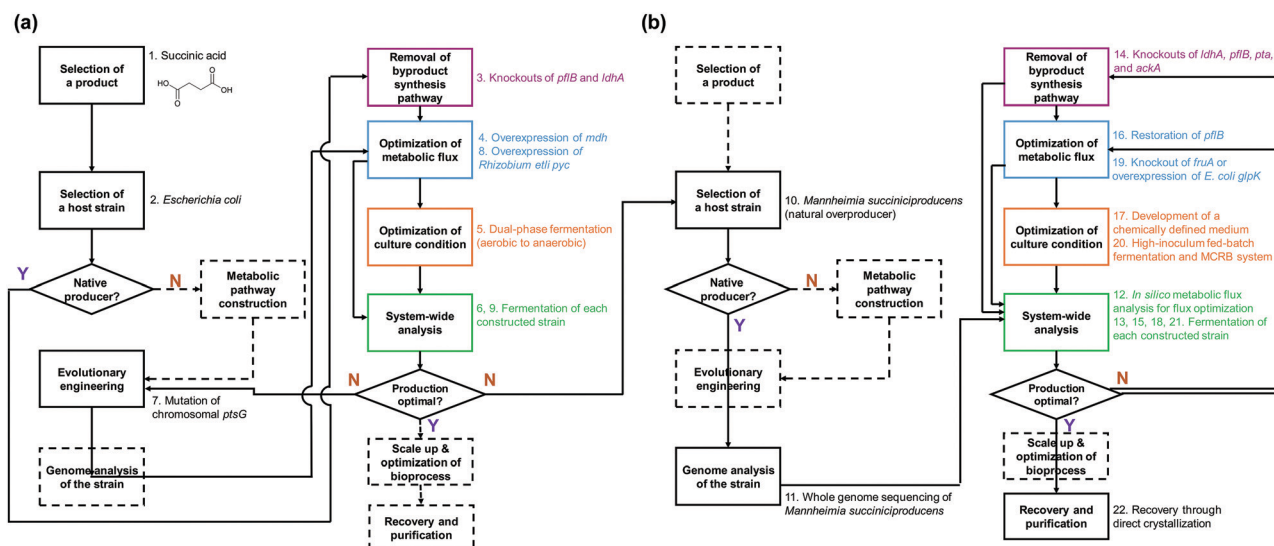 (a)
Selection of
a product
1. Succinic acid
HO
O
O
OH
Selection of
a host strain
2. Escherichia coli
Y
Native
producer?
N
Metabolic
pathway
construction
Evolutionary
engineering
7. Mutation of
chromosomal ptsG
Genome analysis
of the strain
Removal of
byproduct
synthesis
pathway
3. Knockouts of pflB and ldhA
Optimization of
metabolic flux
4. Overexpression of mdh
8. Overexpression of
Rhizobium etli pyc
Optimization of
culture condition
5. Dual-phase fermentation
(aerobic to anaerobic)
System-wide
analysis
6, 9. Fermentation of each
constructed strain
N
Production
optimal?
N
Y
Scale up &
optimization of
bioprocess
Recovery and
purification
(b)
Selection of
a product
Selection of
a host strain
10. Mannheimia succiniciproducens
(natural overproducer)
Native
producer?
N
Y
Metabolic
pathway
construction
Evolutionary
engineering
Genome analysis
of the strain
11. Whole genome sequencing of
Mannheimia succiniciproducens
Removal of
byproduct
synthesis
pathway
14. Knockouts of ldhA, pflB, pta,
and ackA
Optimization of
metabolic flux
16. Restoration of pflB
19. Knockout of fruA or
overexpression of E. coli glpK
Optimization of
culture condition
17. Development of a
chemically defined medium
20. High-inoculum fed-batch
fermentation and MCRB system
System-wide
analysis
12. In silico metabolic flux
analysis for flux optimization
13, 15, 18, 21. Fermentation of
each constructed strain
Production
optimal?
N
Y
Scale up &
optimization of
bioprocess
Recovery and
purification
22. Recovery through
direct crystallization